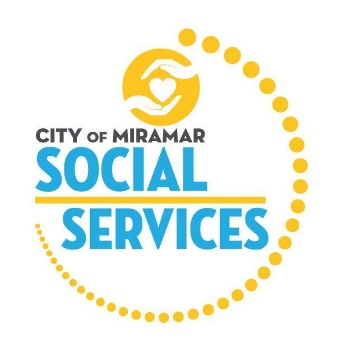 CITY OF MIRAMAR
SOCIAL
SERVICES